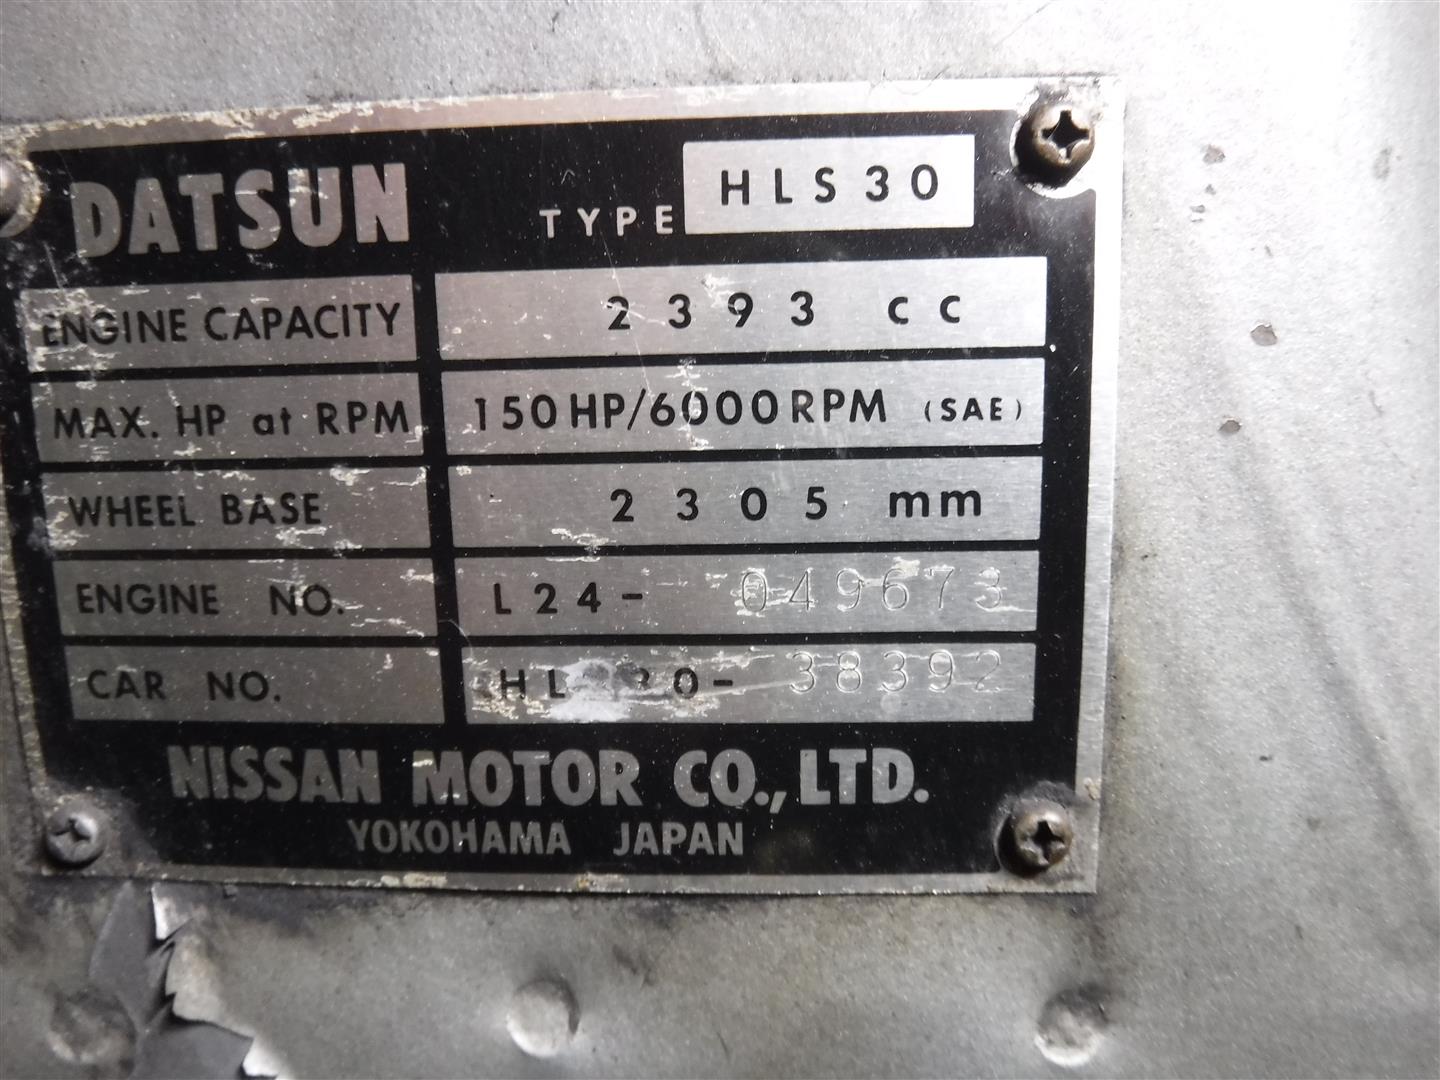 DATSUN TYPE HLS30
ENGINE CAPACITY 2393 cc
MAX. HP at RPM 150HP/6000RPM (SAE)
WHEEL BASE 2305 mm
ENGINE NO. L24- 049673
CAR NO. HLS30- 38392
NISSAN MOTOR CO., LTD.
YOKOHAMA JAPAN